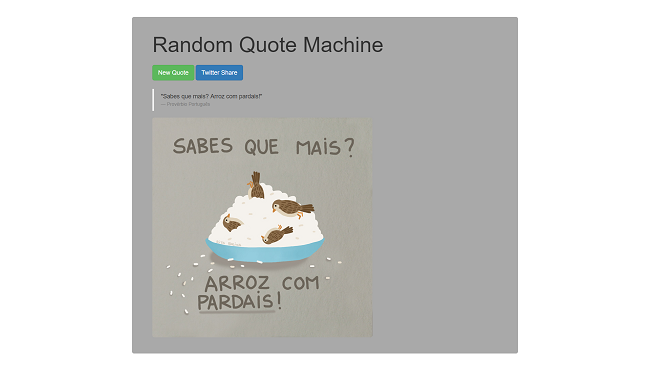 Random Quote Machine
New Quote Twitter Share
"Sabes que mais? Arroz com pardais!"
— Provérbio Português
SABES QUE MAIS?
ARROZ COM
PARDAIS!